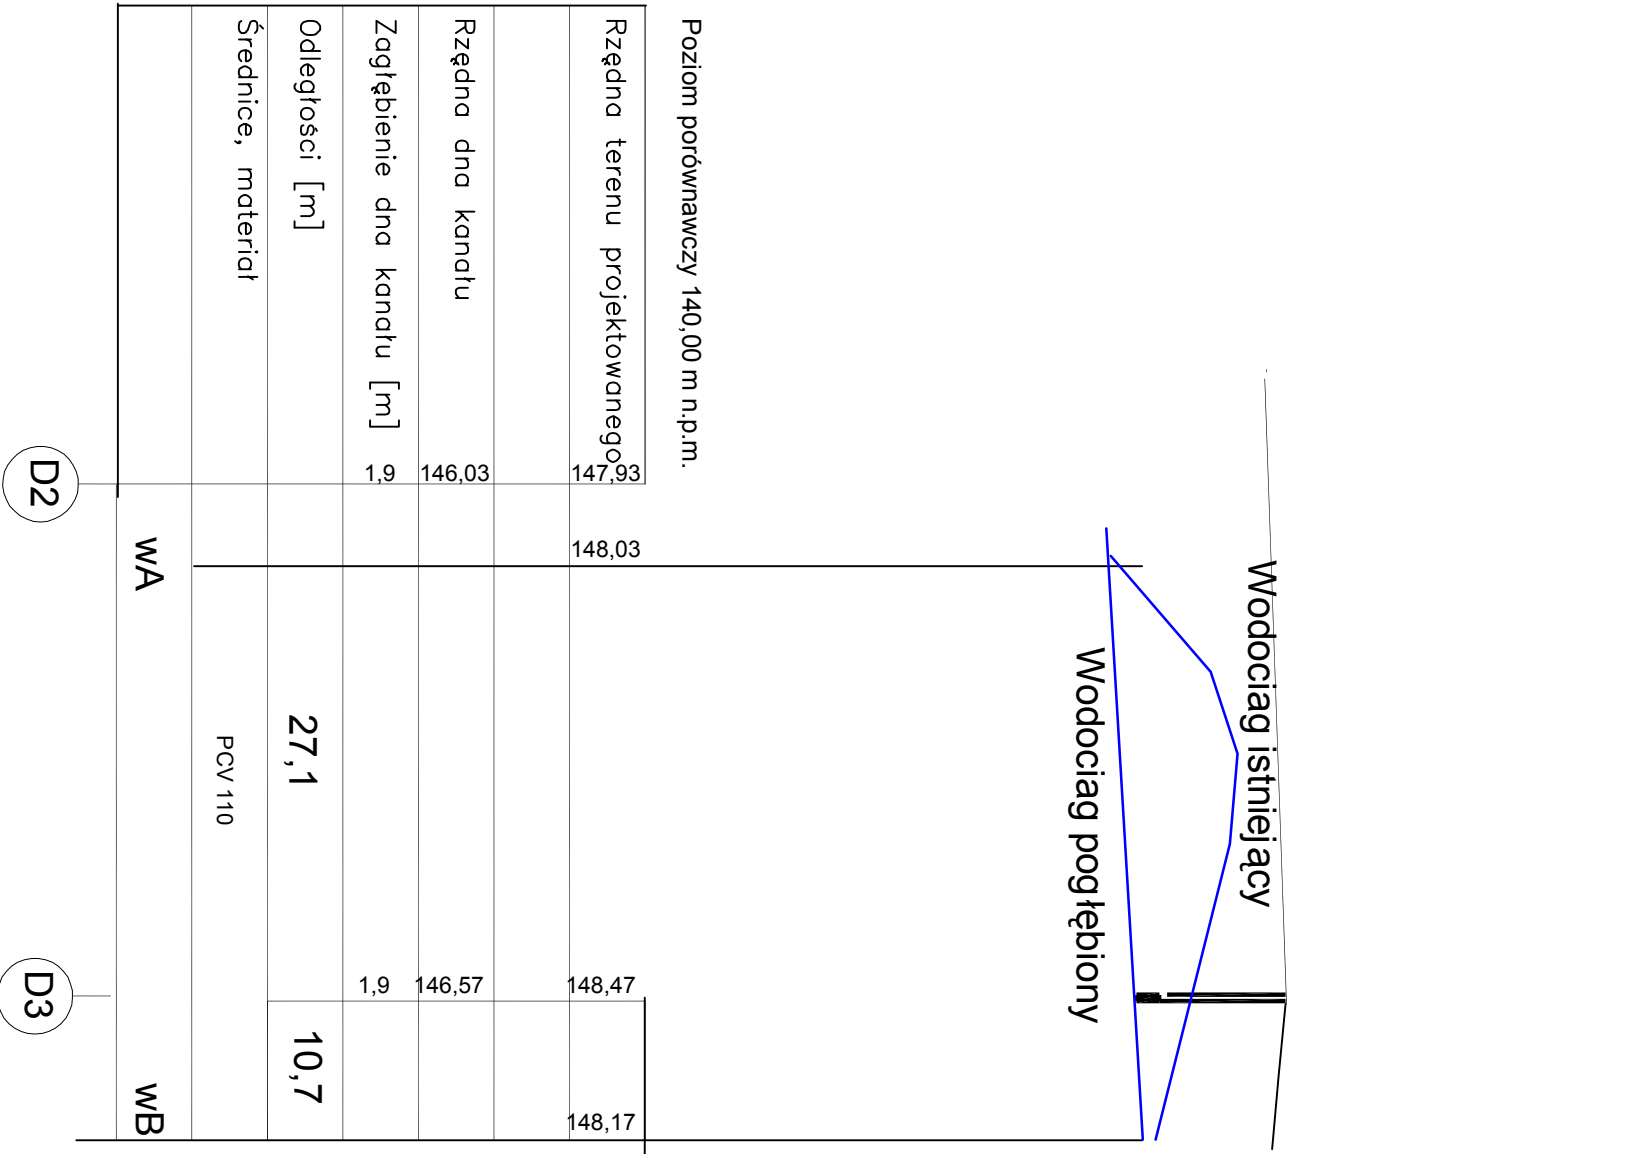 Wodociag istniejący
Wodociag pogłębiony
Poziom porównawczy 140,00 m n.p.m.
Rzędna terenu projektowanego
147,93
148,03
148,47
148,17
Rzędna dna kanału
146,03
146,57
Zagłębienie dna kanału [m]
1,9
1,9
Odległości [m]
27,1
10,7
Średnice, materiał
PCV 110
wA
wB
D2
D3